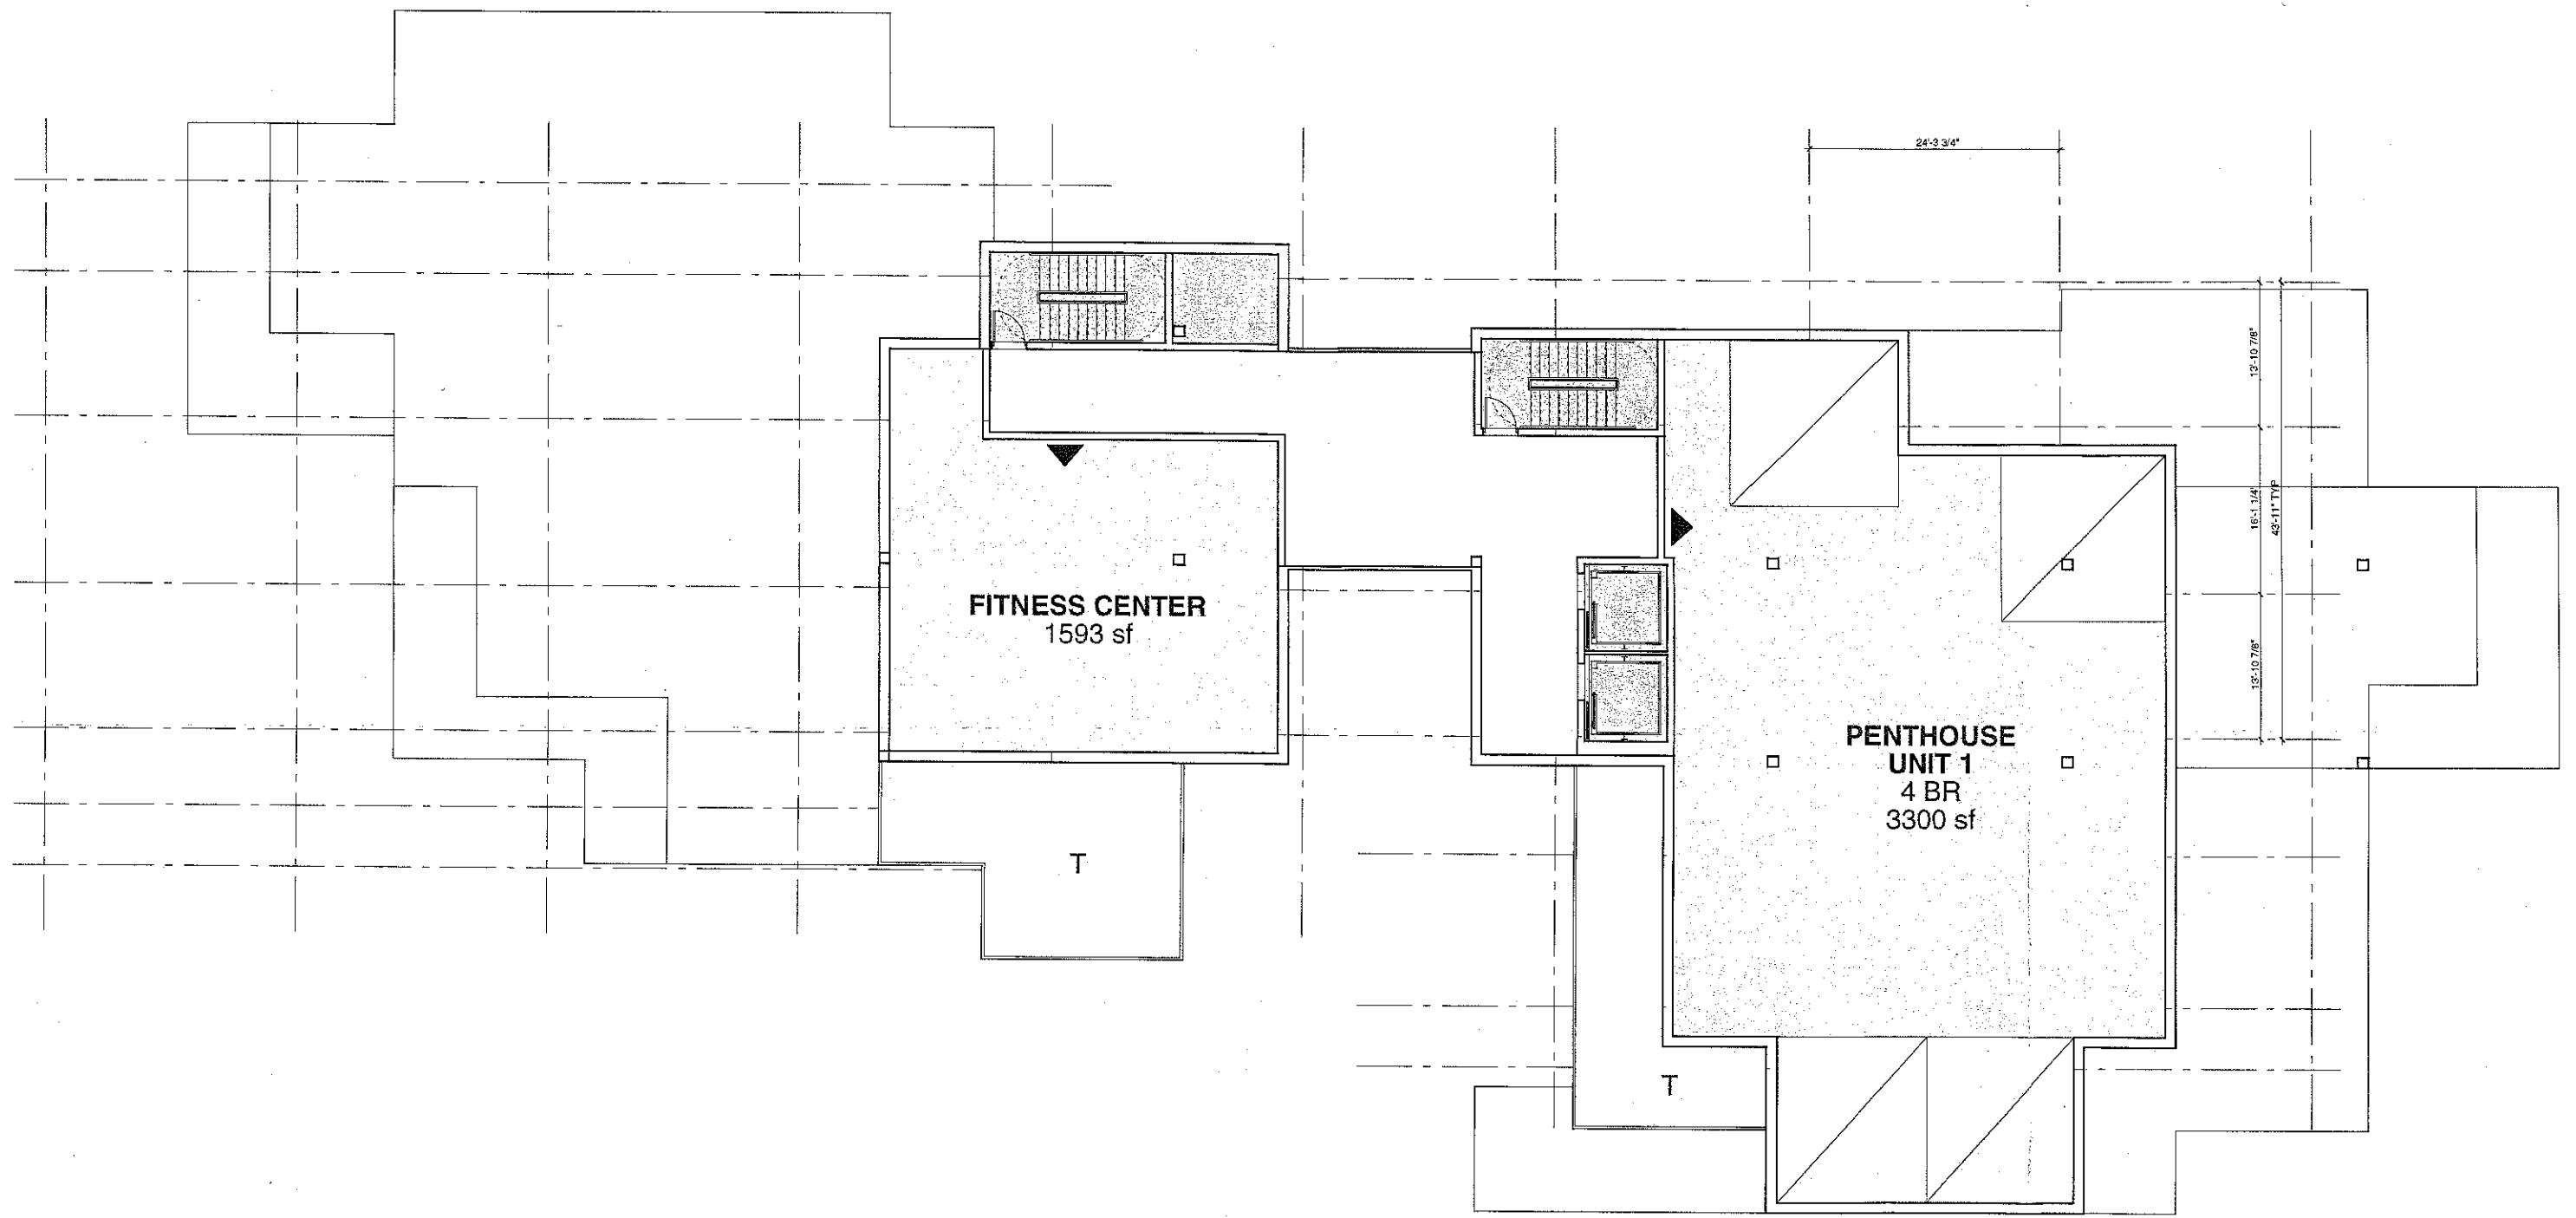 24'-3 3/4"
13'-10 7/8"
16'-1 1/4"
43'-11" TYP
13'-10 7/8"
FITNESS CENTER
1593 sf
PENTHOUSE
UNIT 1
4 BR
3300 sf
T
T